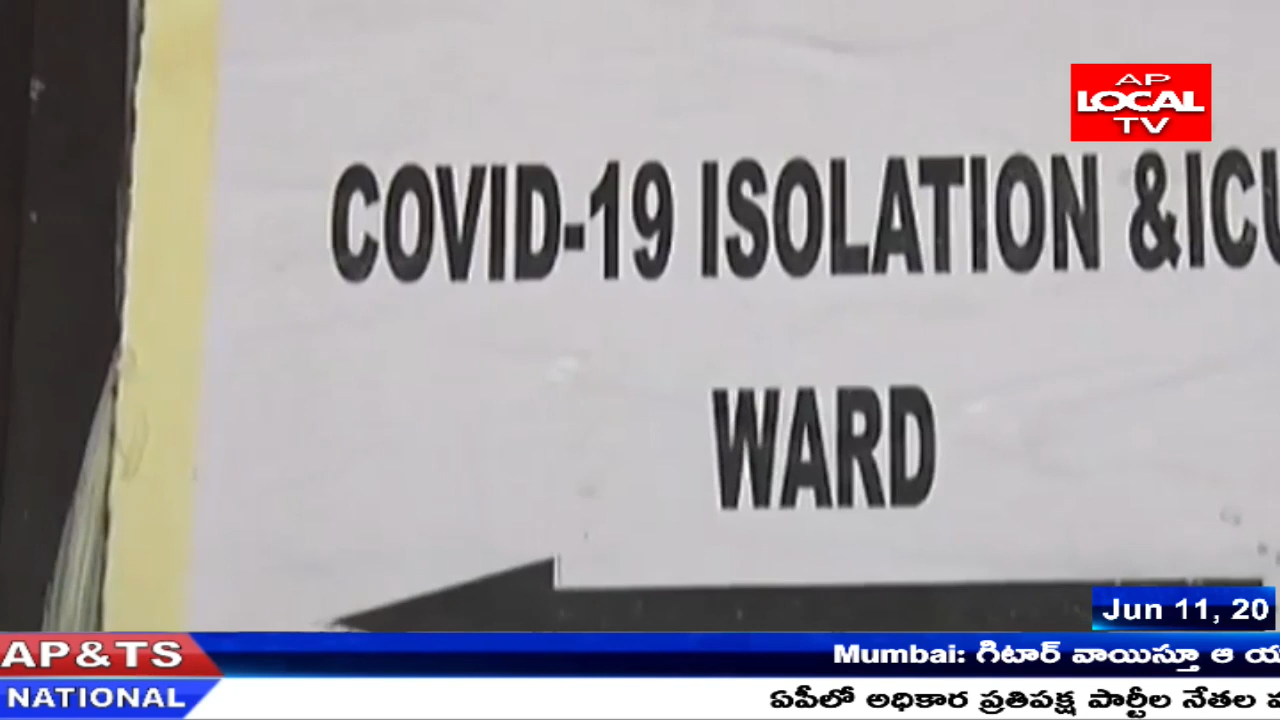 AP
LOCAL
TV
COVID-19 ISOLATION &ICU
WARD
Jun 11, 20
AP&TS
Mumbai: గిటార్ వాయిస్తూ ఆ
NATIONAL
ఏపీలో అధికార ప్రతిపక్ష పార్టీల నేతల